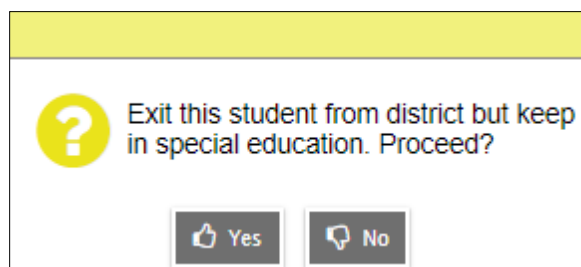 Exit this student from district but keep
in special education. Proceed?
Yes No